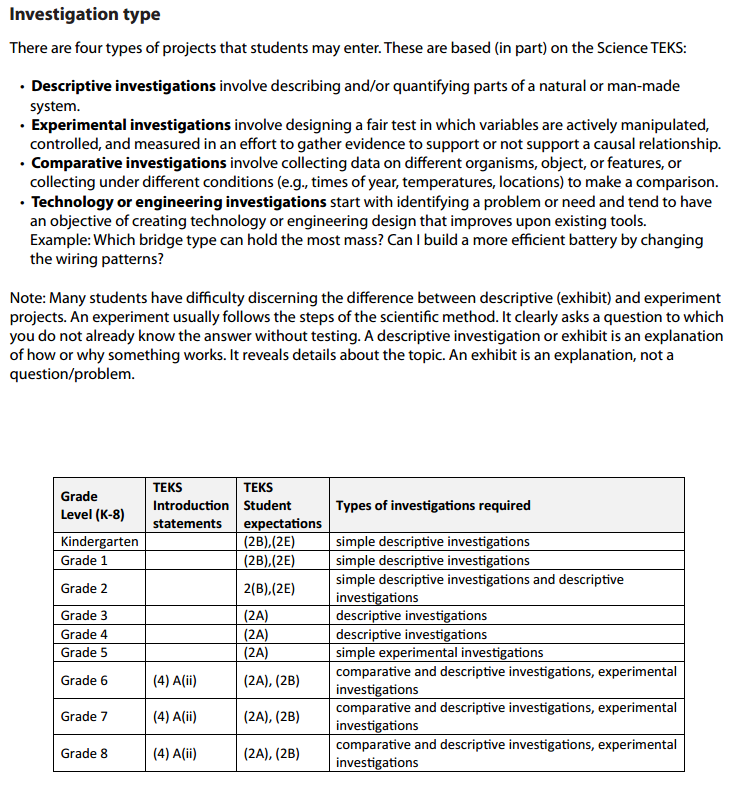 Investigation type
There are four types of projects that students may enter. These are based (in part) on the Science TEKS:
• Descriptive investigations involve describing and/or quantifying parts of a natural or man-made
system.
• Experimental investigations involve designing a fair test in which variables are actively manipulated,
controlled, and measured in an effort to gather evidence to support or not support a causal relationship.
• Comparative investigations involve collecting data on different organisms, object, or features, or
collecting under different conditions (e.g., times of year, temperatures, locations) to make a comparison.
• Technology or engineering investigations start with identifying a problem or need and tend to have
an objective of creating technology or engineering design that improves upon existing tools.
Example: Which bridge type can hold the most mass? Can I build a more efficient battery by changing
the wiring patterns?
Note: Many students have difficulty discerning the difference between descriptive (exhibit) and experiment
projects. An experiment usually follows the steps of the scientific method. It clearly asks a question to which
you do not already know the answer without testing. A descriptive investigation or exhibit is an explanation
of how or why something works. It reveals details about the topic. An exhibit is an explanation, not a
question/problem.
Grade Level (K-8) TEKS Introduction statements TEKS Student expectations Types of investigations required
Kindergarten (2B),(2E) simple descriptive investigations
Grade 1 (2B),(2E) simple descriptive investigations
Grade 2 2(B),(2E) simple descriptive investigations and descriptive
investigations
Grade 3 (2A) descriptive investigations
Grade 4 (2A) descriptive investigations
Grade 5 (2A) simple experimental investigations
Grade 6 (4) A(ii) (2A), (2B) comparative and descriptive investigations, experimental
investigations
Grade 7 (4) A(ii) (2A), (2B) comparative and descriptive investigations, experimental
investigations
Grade 8 (4) A(ii) (2A), (2B) comparative and descriptive investigations, experimental
investigations